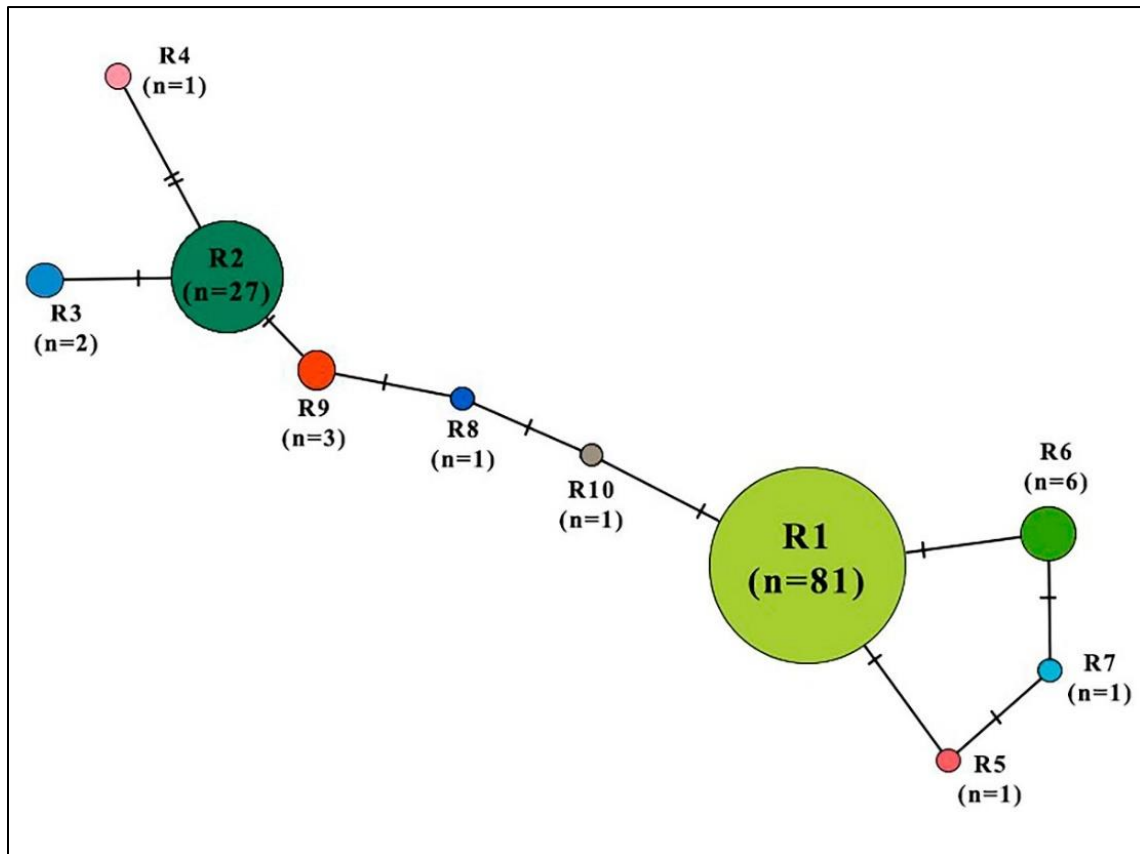 R4
(n=1)
R2
(n=27)
R3
(n=2)
R9
(n=3)
R8
(n=1)
R10
(n=1)
R1
(n=81)
R6
(n=6)
R7
(n=1)
R5
(n=1)